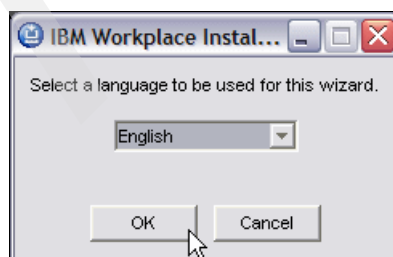 IBM Workplace Instal...
Select a language to be used for this wizard.
English
OK Cancel